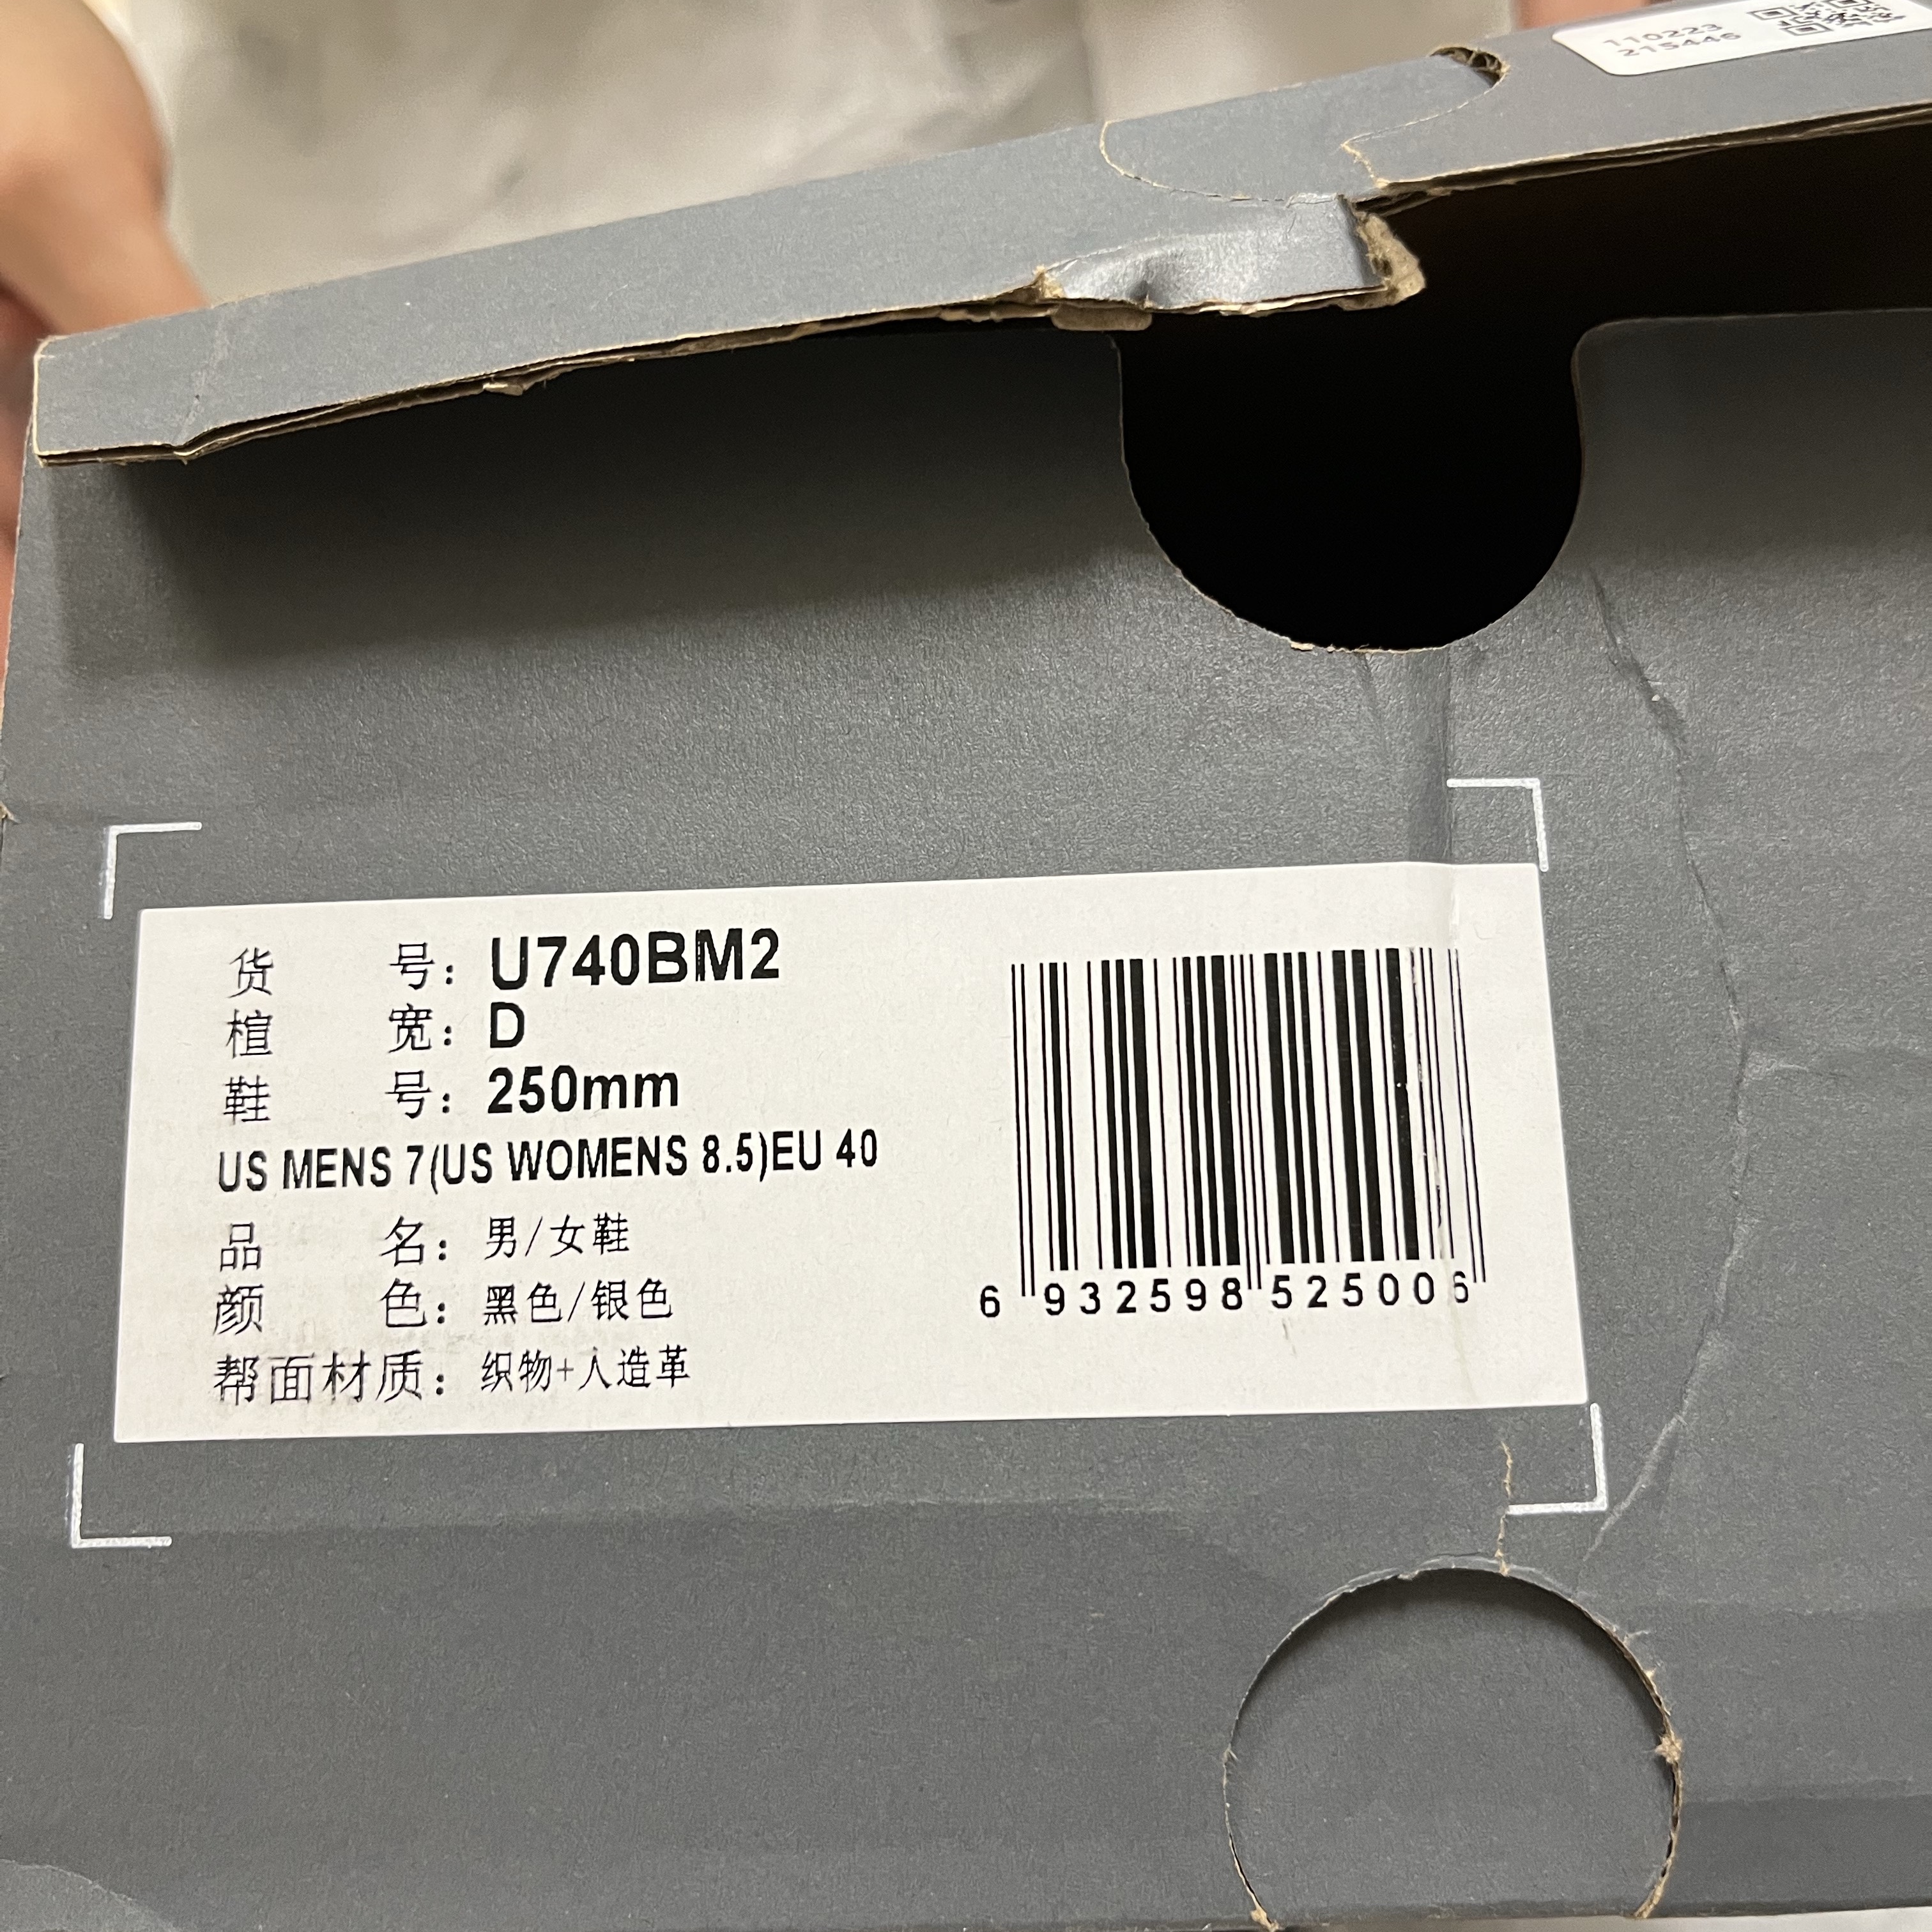 110223
215446
货 号：U740BM2
楦 宽：D
鞋 号：250mm
US MENS 7(US WOMENS 8.5)EU 40
品 名：男/女鞋
颜 色：黑色/银色
帮面材质：织物+人造革
6 932598 525006